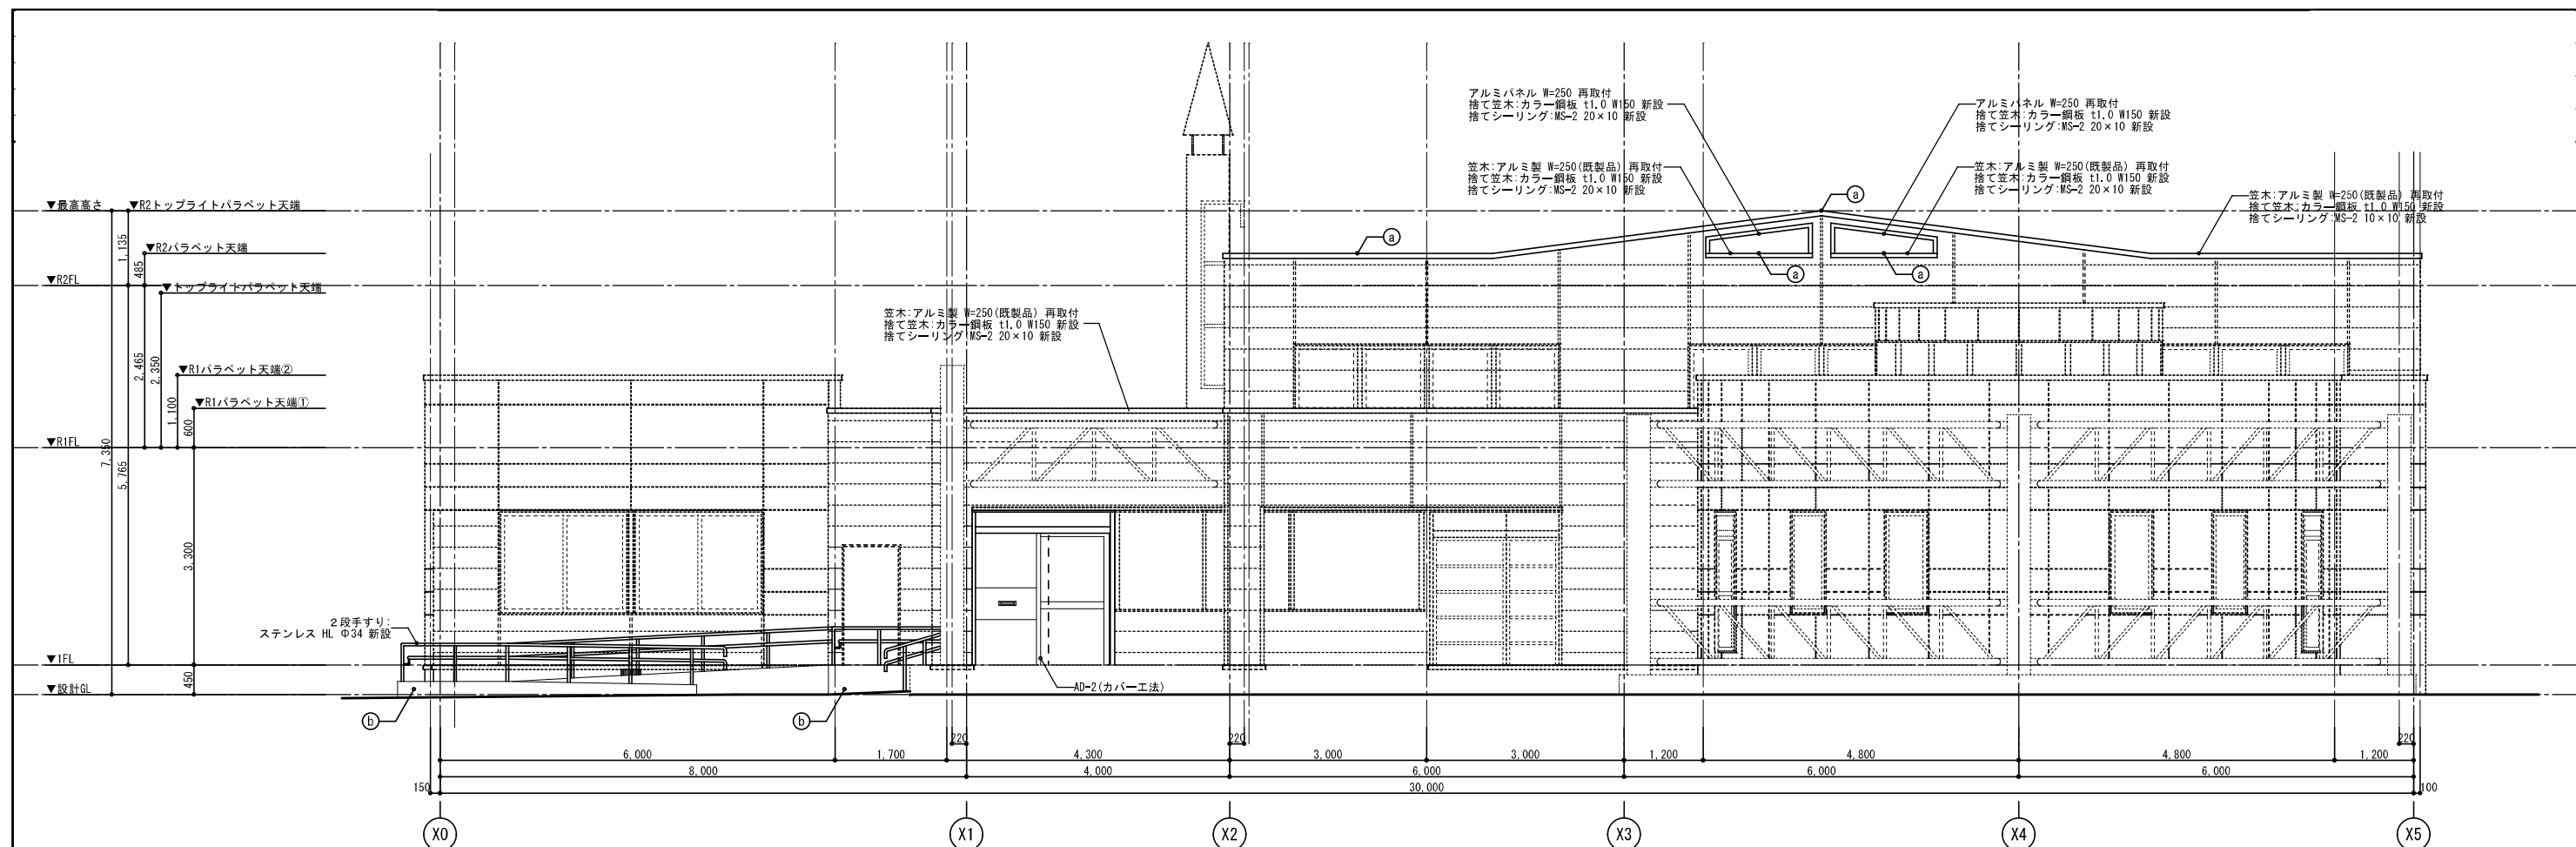 アルミパネル W=250 再取付
捨て笠木:カラー鋼板 t1.0 W150 新設
捨てシーリング:MS-2 20×10 新設
アルミパネル W=250 再取付
捨て笠木:カラー鋼板 t1.0 W150 新設
捨てシーリング:MS-2 20×10 新設
笠木:アルミ製 W=250(既製品) 再取付
捨て笠木:カラー鋼板 t1.0 W150 新設
捨てシーリング:MS-2 20×10 新設
笠木:アルミ製 W=250(既製品) 再取付
捨て笠木:カラー鋼板 t1.0 W150 新設
捨てシーリング:MS-2 20×10 新設
笠木:アルミ製 W=250(既製品) 再取付
捨て笠木:カラー鋼板 t1.0 W150 新設
捨てシーリング:MS-2 10×10 新設
a
a
a
a
▼最高高さ
▼R2トップライトパラペット天端
1,135
▼R2パラペット天端
485
▼R2FL
▼トップライトパラペット天端
笠木:アルミ製 W=250(既製品) 再取付
捨て笠木:カラー鋼板 t1.0 W150 新設
捨てシーリング:MS-2 20×10 新設
2,465
2,350
▼R1パラペット天端②
1,100
▼R1パラペット天端①
600
▼R1FL
7,350
5,765
3,300
2段手すり:
ステンレス HL Φ34 新設
▼1FL
450
▼設計GL
AD-2(カバー工法)
b
b
220
220
220
6,000
1,700
4,300
3,000
3,000
1,200
4,800
4,800
1,200
8,000
4,000
6,000
6,000
6,000
150
30,000
100
X0
X1
X2
X3
X4
X5